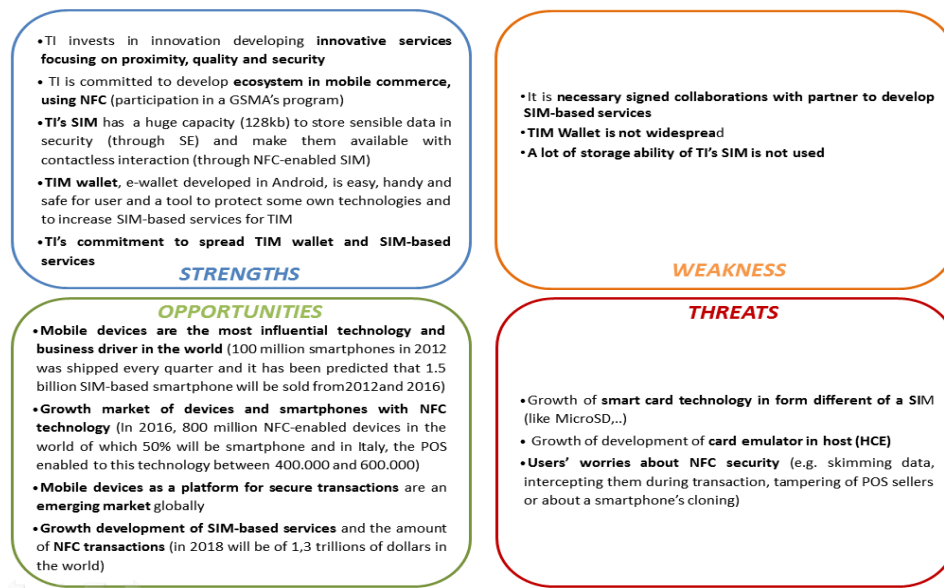 •TI invests in innovation developing innovative services
focusing on proximity, quality and security
• TI is committed to develop ecosystem in mobile commerce,
using NFC (participation in a GSMA's program)
•TI's SIM has a huge capacity (128kb) to store sensible data in
security (through SE) and make them available with
contactless interaction (through NFC-enabled SIM)
•TIM wallet, e-wallet developed in Android, is easy, handy and
safe for user and a tool to protect some own technologies and
to increase SIM-based services for TIM
•TI's commitment to spread TIM wallet and SIM-based
services
STRENGTHS
•It is necessary signed collaborations with partner to develop
SIM-based services
•TIM Wallet is not widespread
•A lot of storage ability of TI's SIM is not used
WEAKNESS
OPPORTUNITIES
•Mobile devices are the most influential technology and
business driver in the world (100 million smartphones in 2012
was shipped every quarter and it has been predicted that 1.5
billion SIM-based smartphone will be sold from2012and 2016)
•Growth market of devices and smartphones with NFC
technology (In 2016, 800 million NFC-enabled devices in the
world of which 50% will be smartphone and in Italy, the POS
enabled to this technology between 400.000 and 600.000)
•Mobile devices as a platform for secure transactions are an
emerging market globally
•Growth development of SIM-based services and the amount
of NFC transactions (in 2018 will be of 1,3 trillions of dollars in
the world)
THREATS
•Growth of smart card technology in form different of a SIM
(like MicroSD,..)
• Growth of development of card emulator in host (HCE)
•Users' worries about NFC security (e.g. skimming data,
intercepting them during transaction, tampering of POS sellers
or about a smartphone's cloning)